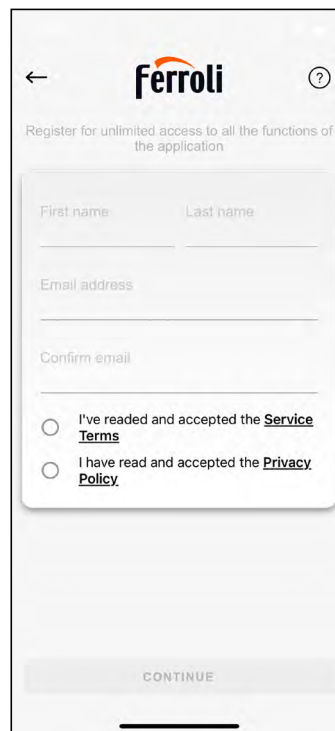 Ferroli
?
Register for unlimited access to all the functions of
the application
First name Last name
Email address
Confirm email
I've readed and accepted the Service
Terms
I have read and accepted the Privacy
Policy
CONTINUE